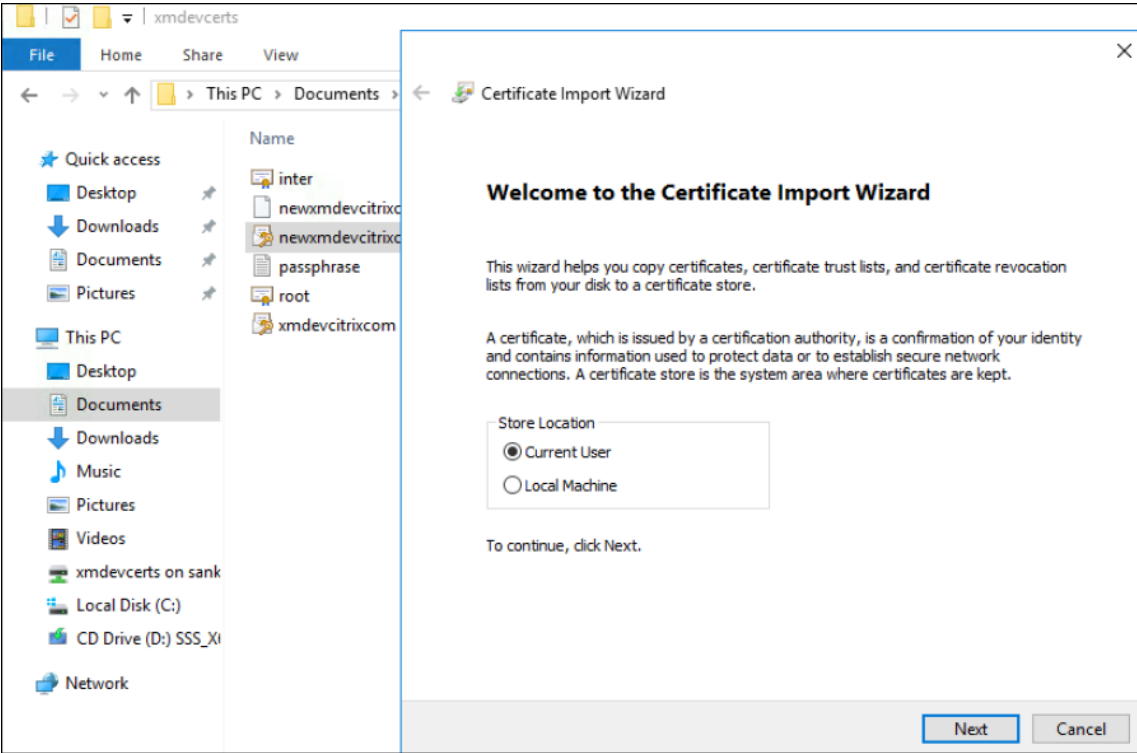 xmdevcerts
File Home Share View
This PC > Documents >
Name
Quick access
Desktop
Downloads
Documents
Pictures
This PC
Desktop
Documents
Downloads
Music
Pictures
Videos
xmdevcerts on sank
Local Disk (C:)
CD Drive (D:) SSS_X
Network
inter
newxmdevcitrixc
newxmdevcitrixc
passphrase
root
xmdevcitrixcom
Certificate Import Wizard
Welcome to the Certificate Import Wizard
This wizard helps you copy certificates, certificate trust lists, and certificate revocation
lists from your disk to a certificate store.
A certificate, which is issued by a certification authority, is a confirmation of your identity
and contains information used to protect data or to establish secure network
connections. A certificate store is the system area where certificates are kept.
Store Location
Current User
Local Machine
To continue, click Next.
Next Cancel